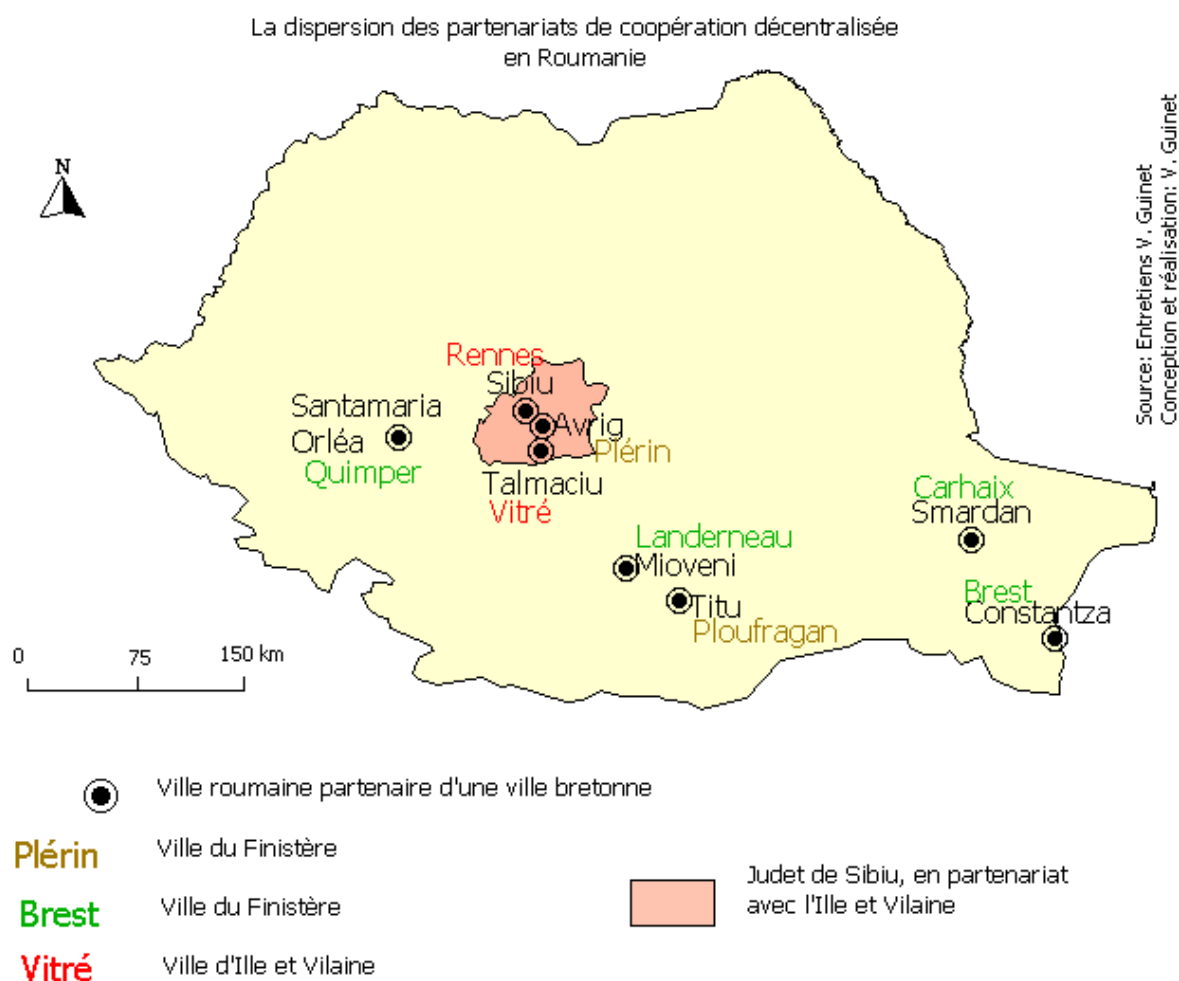 La dispersion des partenariats de coopération décentralisée
en Roumanie
N
Source: Entretiens V. Guinet
Conception et réalisation: V. Guinet
Rennes
Sibiu
Santamaria
Orléa
Quimper
Avrig
Plérin
Talmaciu
Vitré
Carhaix
Smardan
Landerneau
Mioveni
Titu
Ploufragan
Brest
Constantza
0 75 150 km
Ville roumaine partenaire d'une ville bretonne
Plérin Ville du Finistère
Brest Ville du Finistère
Vitré Ville d'Ille et Vilaine
Judet de Sibiu, en partenariat
avec l'Ille et Vilaine